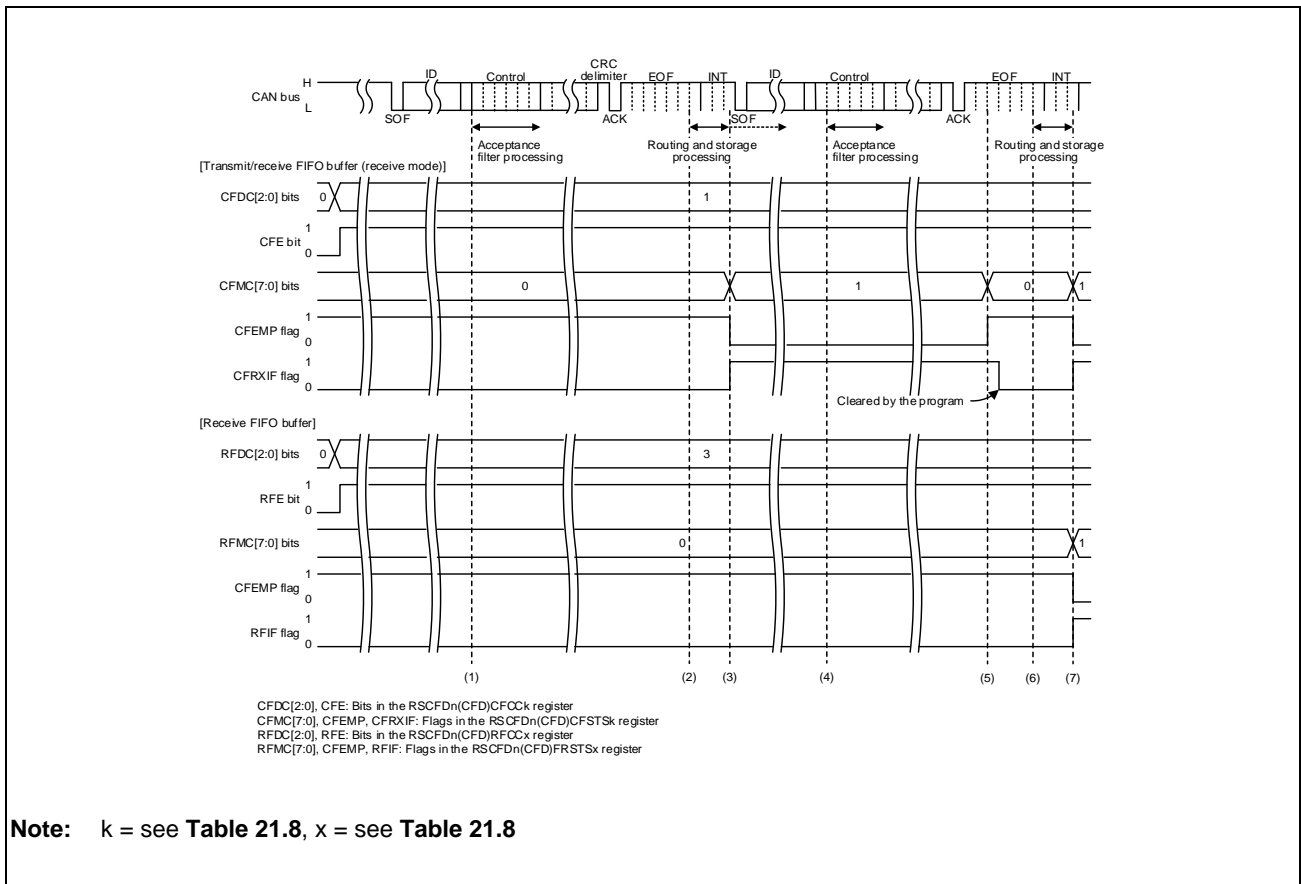 CRC
delimiter
ID
Control
EOF
INT
ID
Control
EOF
INT
H
CAN bus
L
SOF
ACK
SOF
ACK
Acceptance
filter processing
Routing and storage
processing
Acceptance
filter processing
Routing and storage
processing
[Transmit/receive FIFO buffer (receive mode)]
CFDC[2:0] bits
0
1
CFE bit
1
0
CFMC[7:0] bits
0
1
0
1
CFEMP flag
1
0
CFRXIF flag
1
0
Cleared by the program
[Receive FIFO buffer]
RFDC[2:0] bits
0
3
RFE bit
1
0
RFMC[7:0] bits
0
1
CFEMP flag
1
0
RFIF flag
1
0
(1)
(2)
(3)
(4)
(5)
(6)
(7)
CFDC[2:0], CFE: Bits in the RSCFDn(CFD)CFCCk register
CFMC[7:0], CFEMP, CFRXIF: Flags in the RSCFDn(CFD)CFSTSk register
RFDC[2:0], RFE: Bits in the RSCFDn(CFD)RFCCx register
RFMC[7:0], CFEMP, RFIF: Flags in the RSCFDn(CFD)FRSTSx register
Note: k = see Table 21.8, x = see Table 21.8